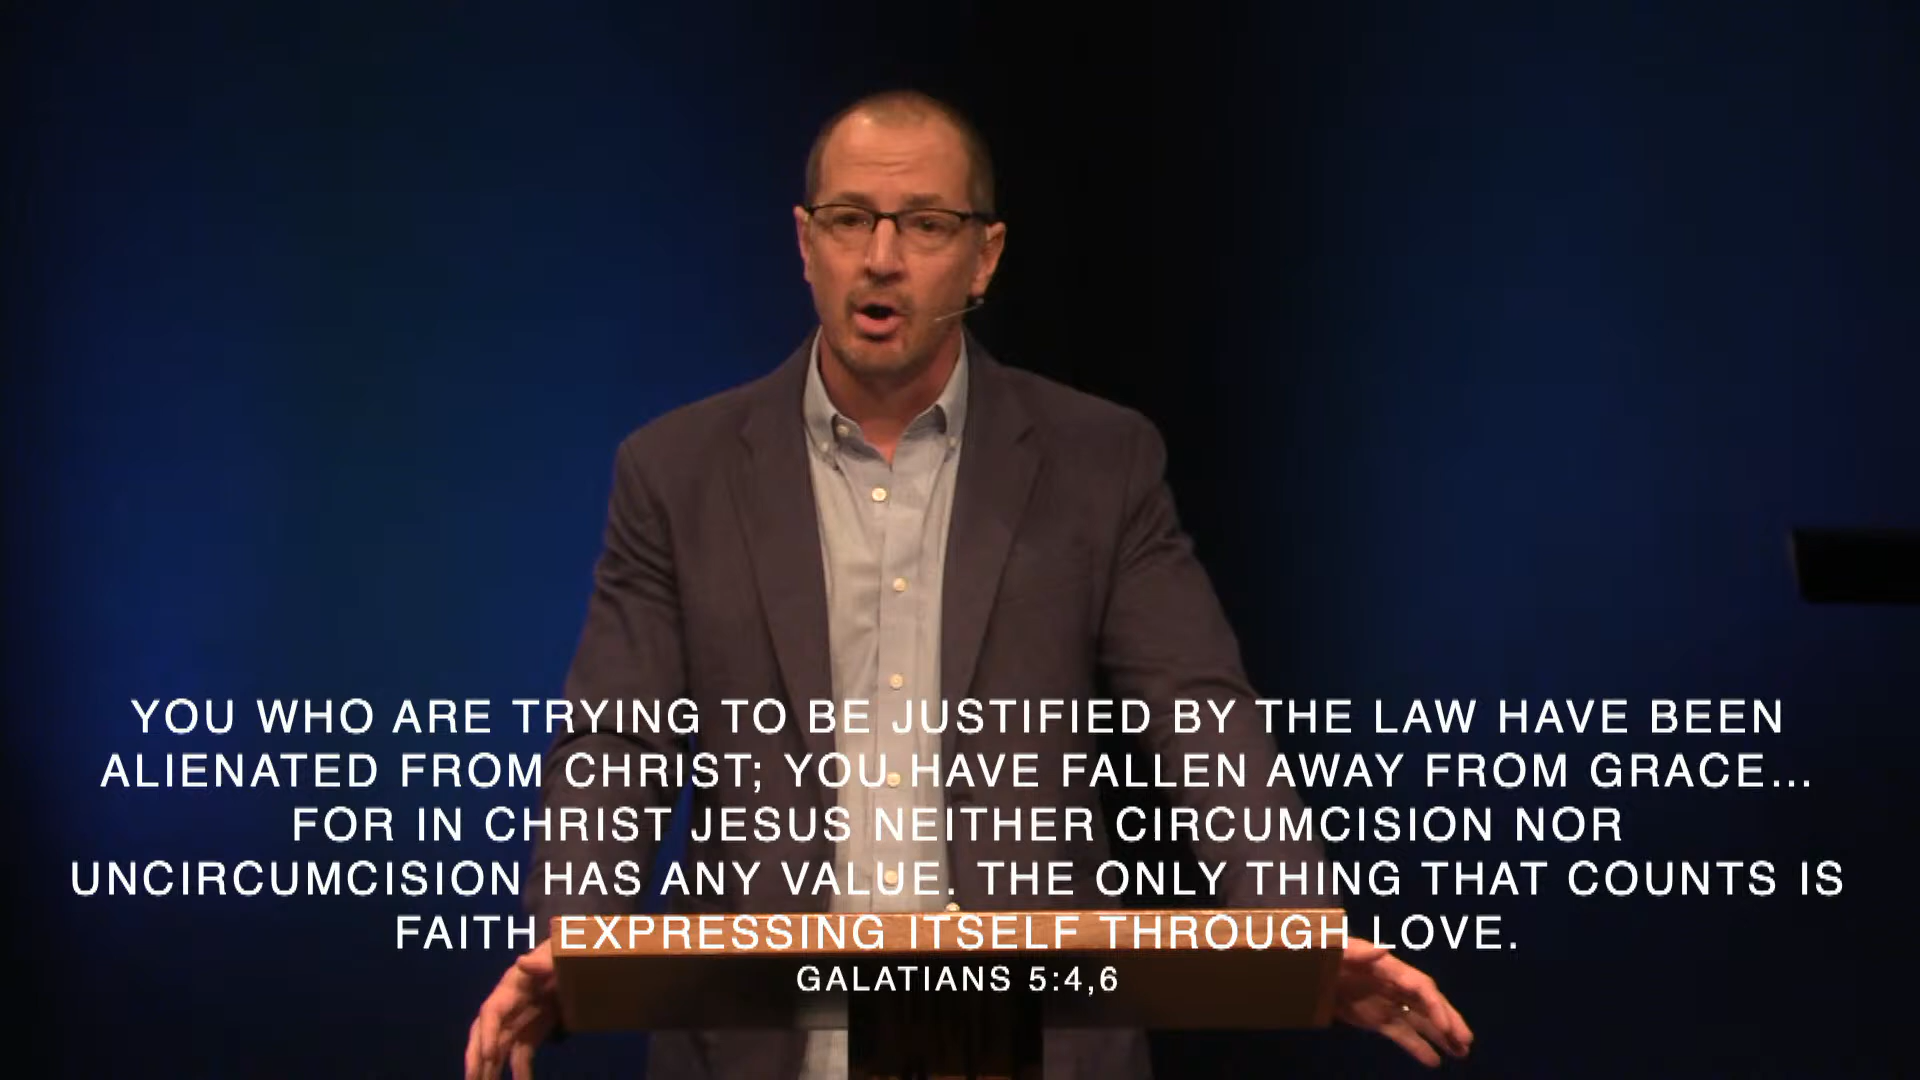 YOU WHO ARE TRYING TO BE JUSTIFIED BY THE LAW HAVE BEEN
ALIENATED FROM CHRIST; YOU HAVE FALLEN AWAY FROM GRACE...
FOR IN CHRIST JESUS NEITHER CIRCUMCISION NOR
UNCIRCUMCISION HAS ANY VALUE. THE ONLY THING THAT COUNTS IS
FAITH EXPRESSING ITSELF THROUGH LOVE.
GALATIANS 5:4,6